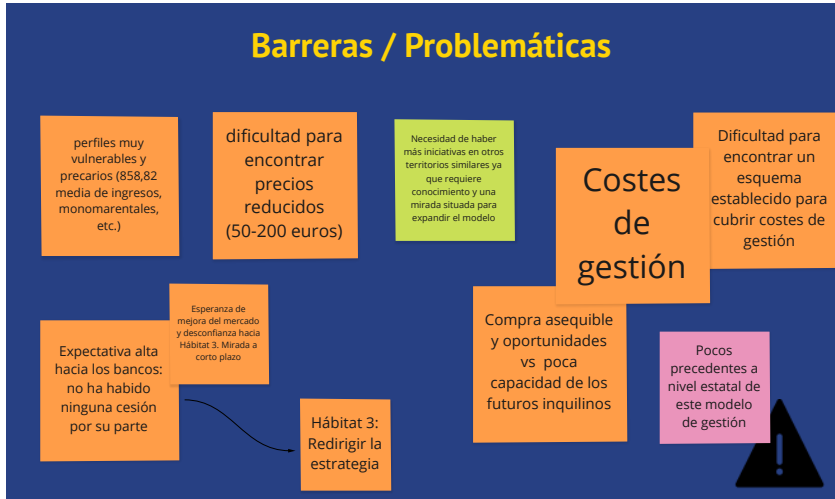 Barreras / Problemáticas
perfiles muy
vulnerables y
precarios (858,82
media de ingresos,
monomarentales,
etc.)
dificultad para
encontrar
precios
reducidos
(50-200 euros)
Necesidad de haber
más iniciativas en otros
territorios similares ya
que requiere
conocimiento y una
mirada situada para
expandir el modelo
Costes
de
gestión
Dificultad para
encontrar un
esquema
establecido para
cubrir costes de
gestión
Esperanza de
mejora del mercado
y desconfianza hacia
Hábitat 3. Mirada a
corto plazo
Expectativa alta
hacia los bancos:
no ha habido
ninguna cesión
por su parte
Hábitat 3:
Redirigir la
estrategia
Compra asequible
y oportunidades
vs poca
capacidad de los
futuros inquilinos
Pocos
precedentes a
nivel estatal de
este modelo
de gestión